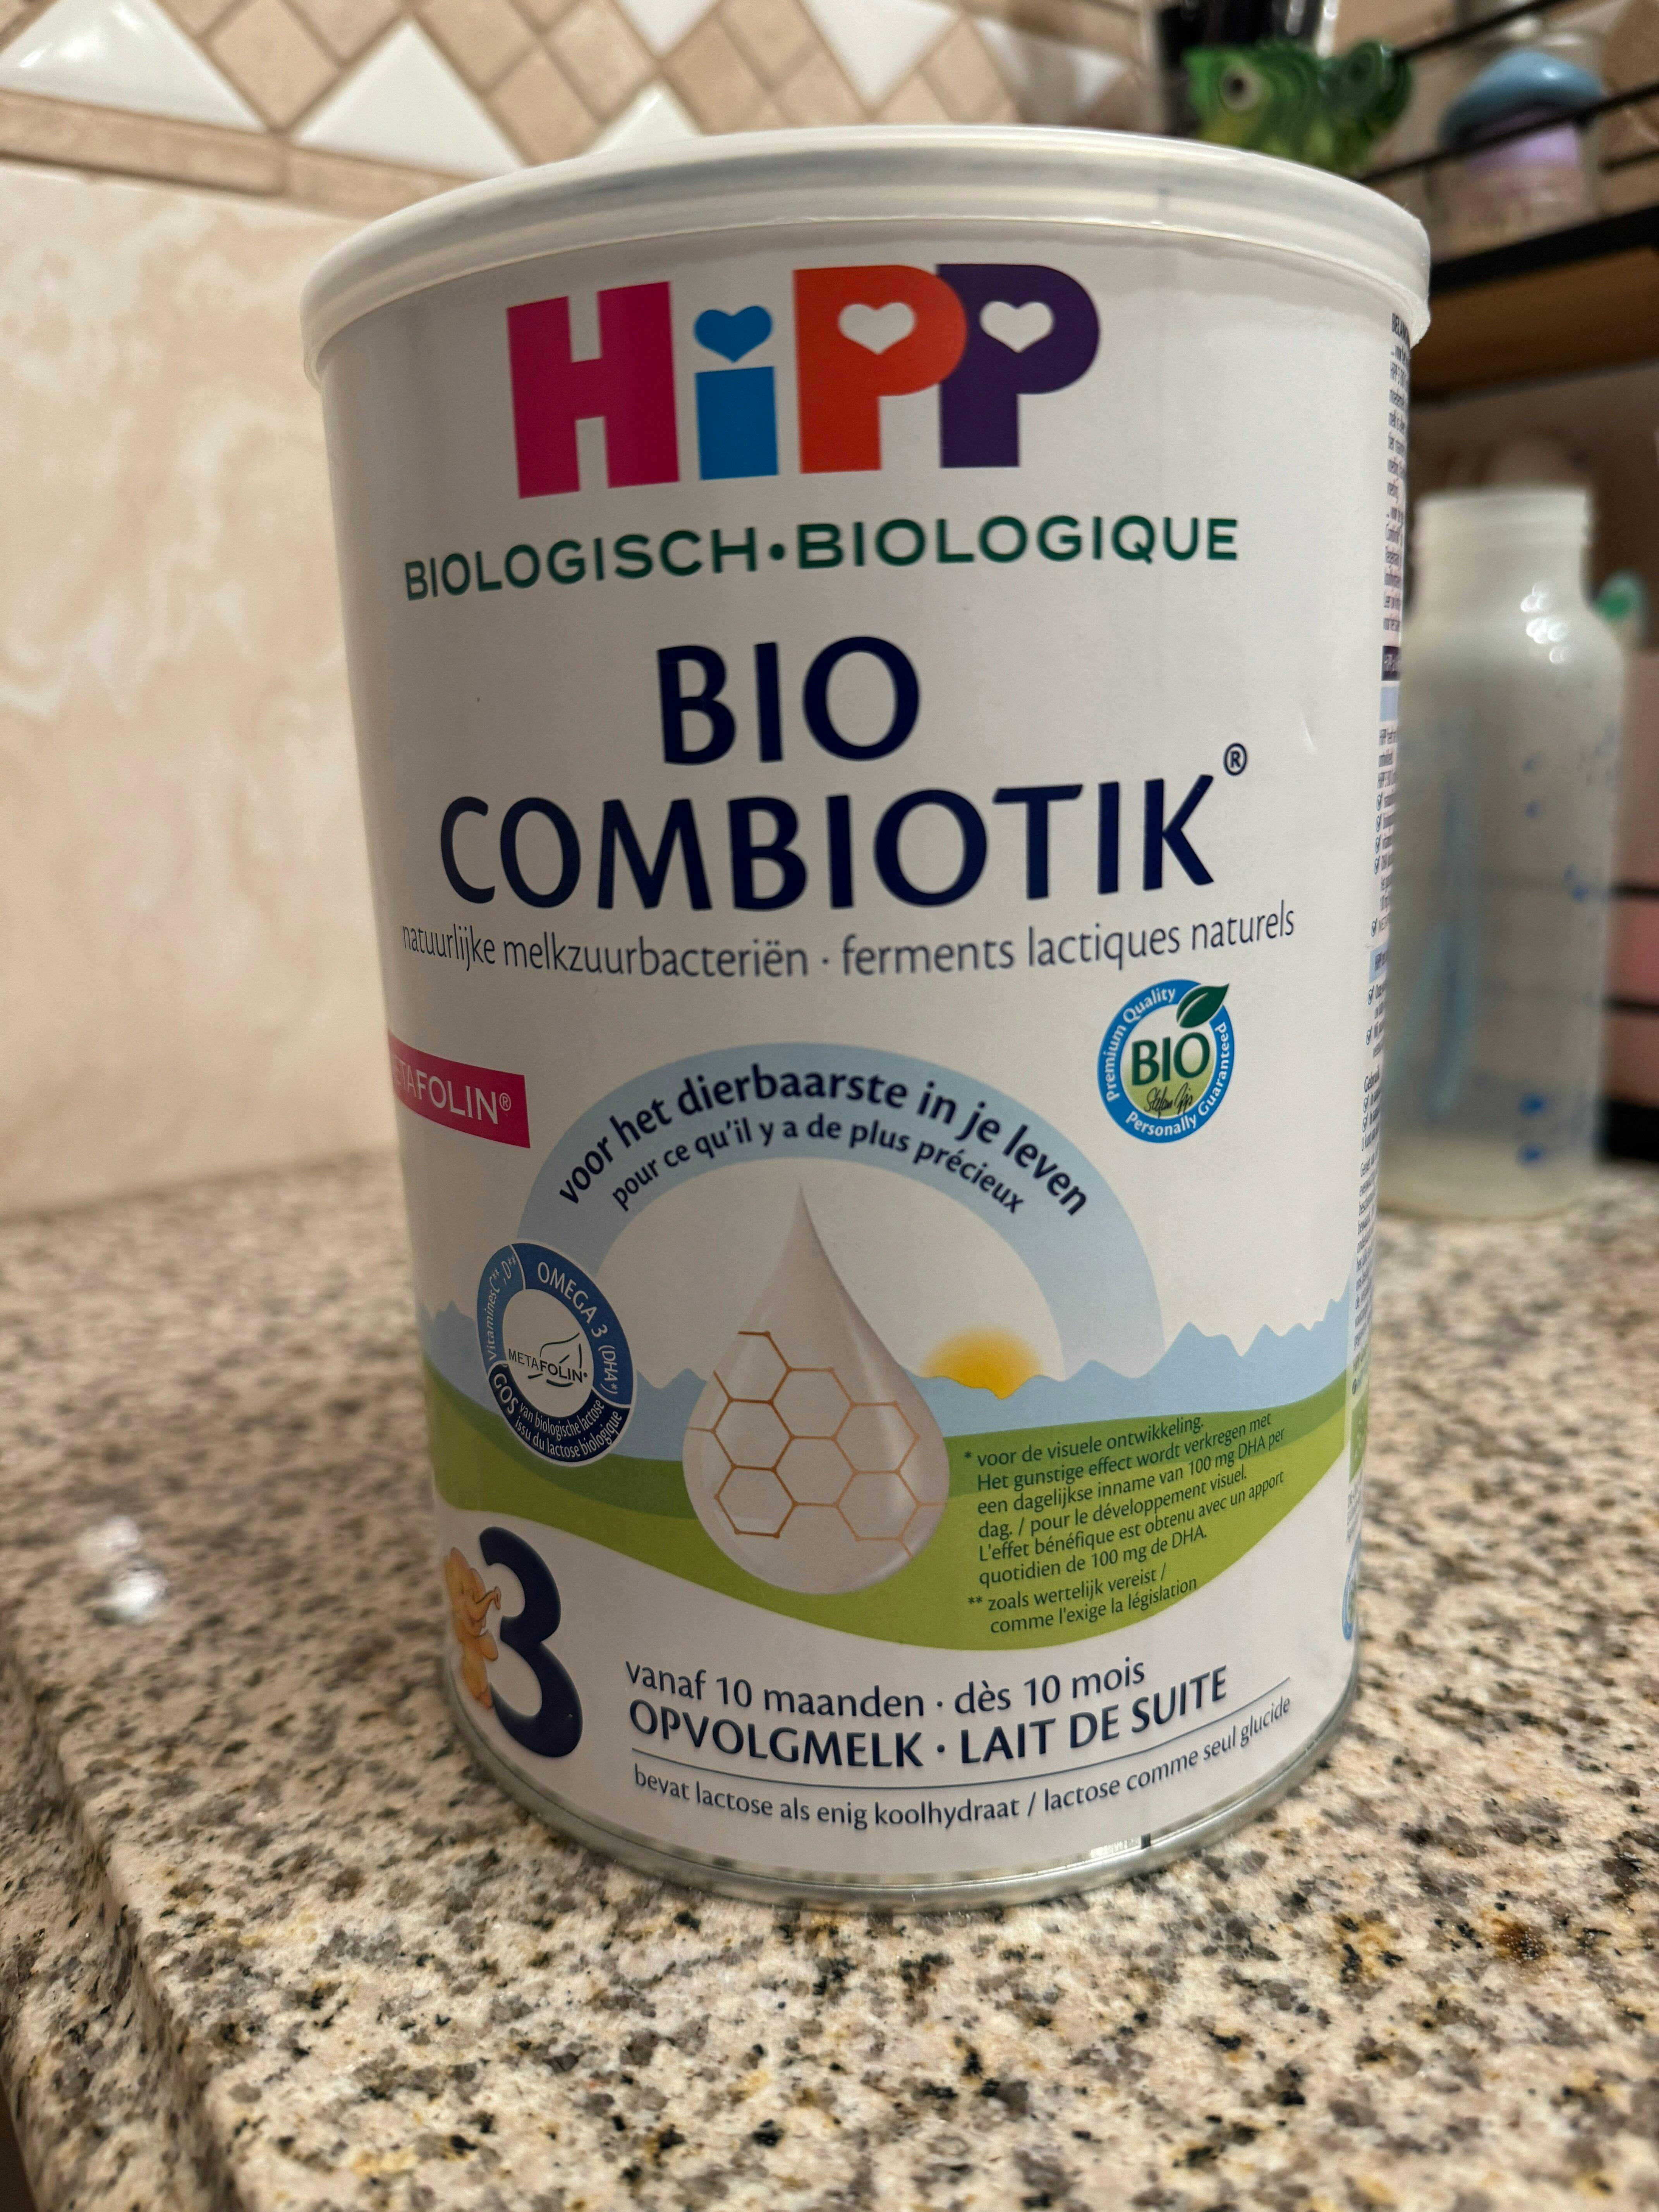 HiPP
BIOLOGISCH•BIOLOGIQUE
BIO
COMBIOTIK®
natuurlijke melkzuurbacteriën · ferments lactiques naturels
Premium Quality
BIO
Personally Guaranteed
METAFOLIN®
voor het dierbaarste in je leven
pour ce qu'il y a de plus précieux
Vitamines C**, D**
OMEGA 3 (DHA*)
METAFOLIN®
GOS
van biologische lactose
issu du lactose biologique
* voor de visuele ontwikkeling.
Het gunstige effect wordt verkregen met
een dagelijkse inname van 100 mg DHA per
dag. / pour le développement visuel.
L'effet bénéfique est obtenu avec un apport
quotidien de 100 mg de DHA.
** zoals wertelijk vereist /
comme l'exige la législation
3
vanaf 10 maanden · dès 10 mois
OPVOLGMELK · LAIT DE SUITE
bevat lactose als enig koolhydraat / lactose comme seul glucide